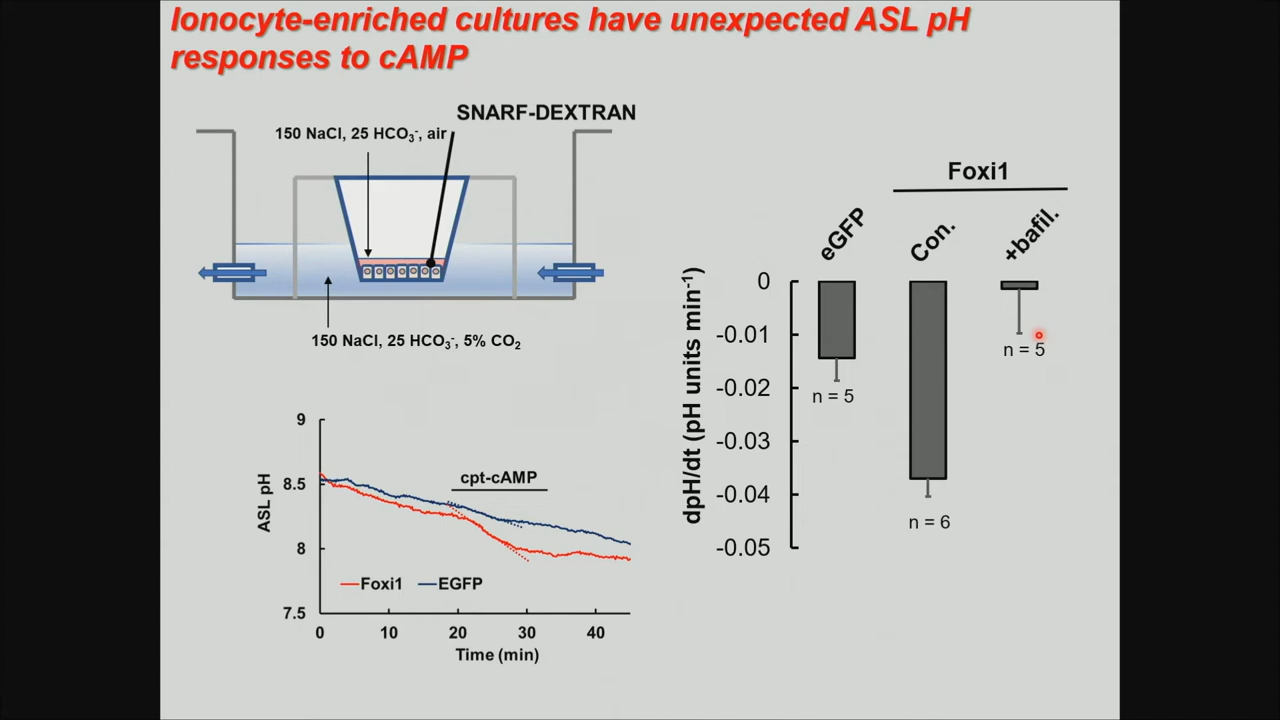 Ionocyte-enriched cultures have unexpected ASL pH
responses to cAMP
SNARF-DEXTRAN
150 NaCl, 25 HCO₃⁻, air
150 NaCl, 25 HCO₃⁻, 5% CO₂
9
8.5
8
7.5
ASL pH
cpt-cAMP
Foxi1
EGFP
0
10
20
30
40
Time (min)
Foxi1
eGFP
Con.
+bafil.
dpH/dt (pH units min⁻¹)
0
-0.01
-0.02
-0.03
-0.04
-0.05
n = 5
n = 6
n = 5